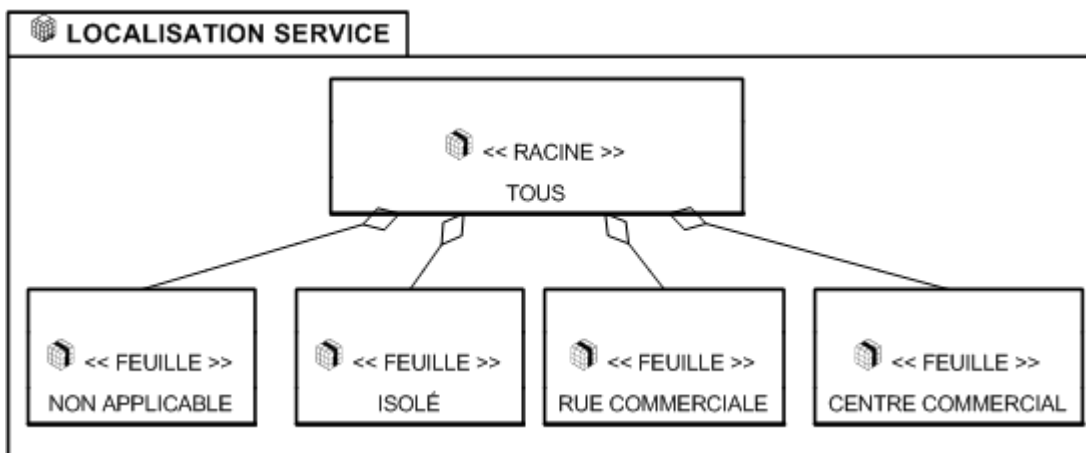 LOCALISATION SERVICE
<< RACINE >>
TOUS
<< FEUILLE >>
NON APPLICABLE
<< FEUILLE >>
ISOLÉ
<< FEUILLE >>
RUE COMMERCIALE
<< FEUILLE >>
CENTRE COMMERCIAL